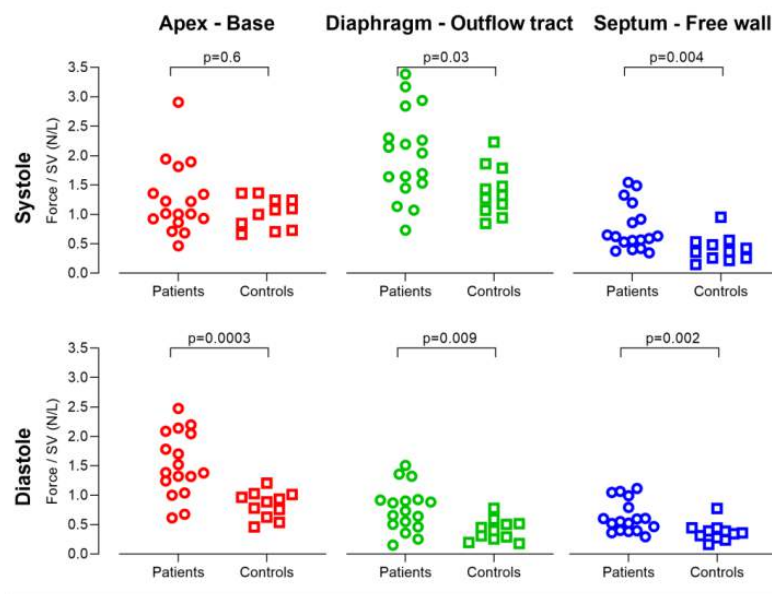 Apex - Base Diaphragm - Outflow tract Septum - Free wall
p=0.6 p=0.03 p=0.004
Systole
Force / SV (N/L)
3.5
3.0
2.5
2.0
1.5
1.0
0.5
0.0
Patients Controls Patients Controls Patients Controls
p=0.0003 p=0.009 p=0.002
Diastole
Force / SV (N/L)
3.5
3.0
2.5
2.0
1.5
1.0
0.5
0.0
Patients Controls Patients Controls Patients Controls